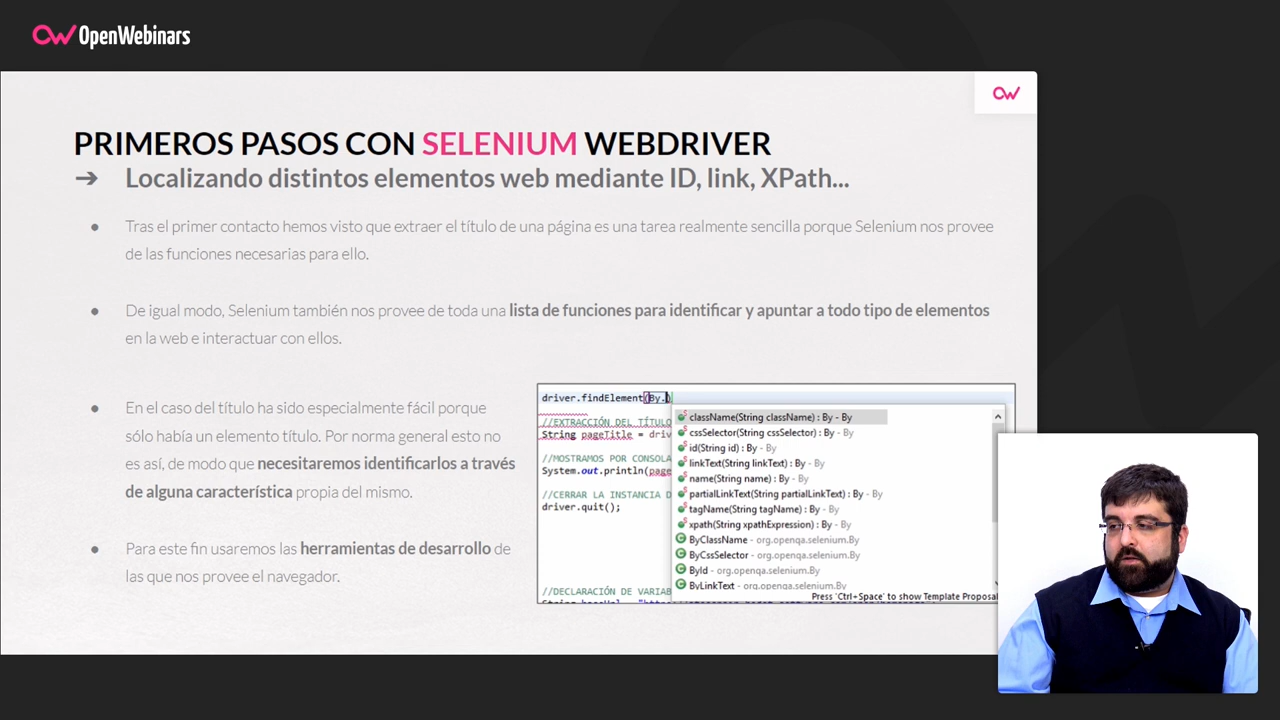 OW OpenWebinars
OW
PRIMEROS PASOS CON SELENIUM WEBDRIVER
➔ Localizando distintos elementos web mediante ID, link, XPath...
● Tras el primer contacto hemos visto que extraer el título de una página es una tarea realmente sencilla porque Selenium nos provee
de las funciones necesarias para ello.
● De igual modo, Selenium también nos provee de toda una lista de funciones para identificar y apuntar a todo tipo de elementos
en la web e interactuar con ellos.
● En el caso del título ha sido especialmente fácil porque
sólo había un elemento título. Por norma general esto no
es así, de modo que necesitaremos identificarlos a través
de alguna característica propia del mismo.
● Para este fin usaremos las herramientas de desarrollo de
las que nos provee el navegador.
driver.findElement(By.)
//EXTRACCIÓN DEL TÍTULO
String pageTitle = driv
//MOSTRAMOS POR CONSOLA
System.out.println(page
//CERRAR LA INSTANCIA D
driver.quit();
//DECLARACIÓN DE VARIAB
className(String className) : By - By
cssSelector(String cssSelector) : By - By
id(String id) : By - By
linkText(String linkText) : By - By
name(String name) : By - By
partialLinkText(String partialLinkText) : By - By
tagName(String tagName) : By - By
xpath(String xpathExpression) : By - By
ByClassName - org.openqa.selenium.By
ByCssSelector - org.openqa.selenium.By
ById - org.openqa.selenium.By
ByLinkText - org.openqa.selenium.By
Press 'Ctrl+Space' to show Template Proposal